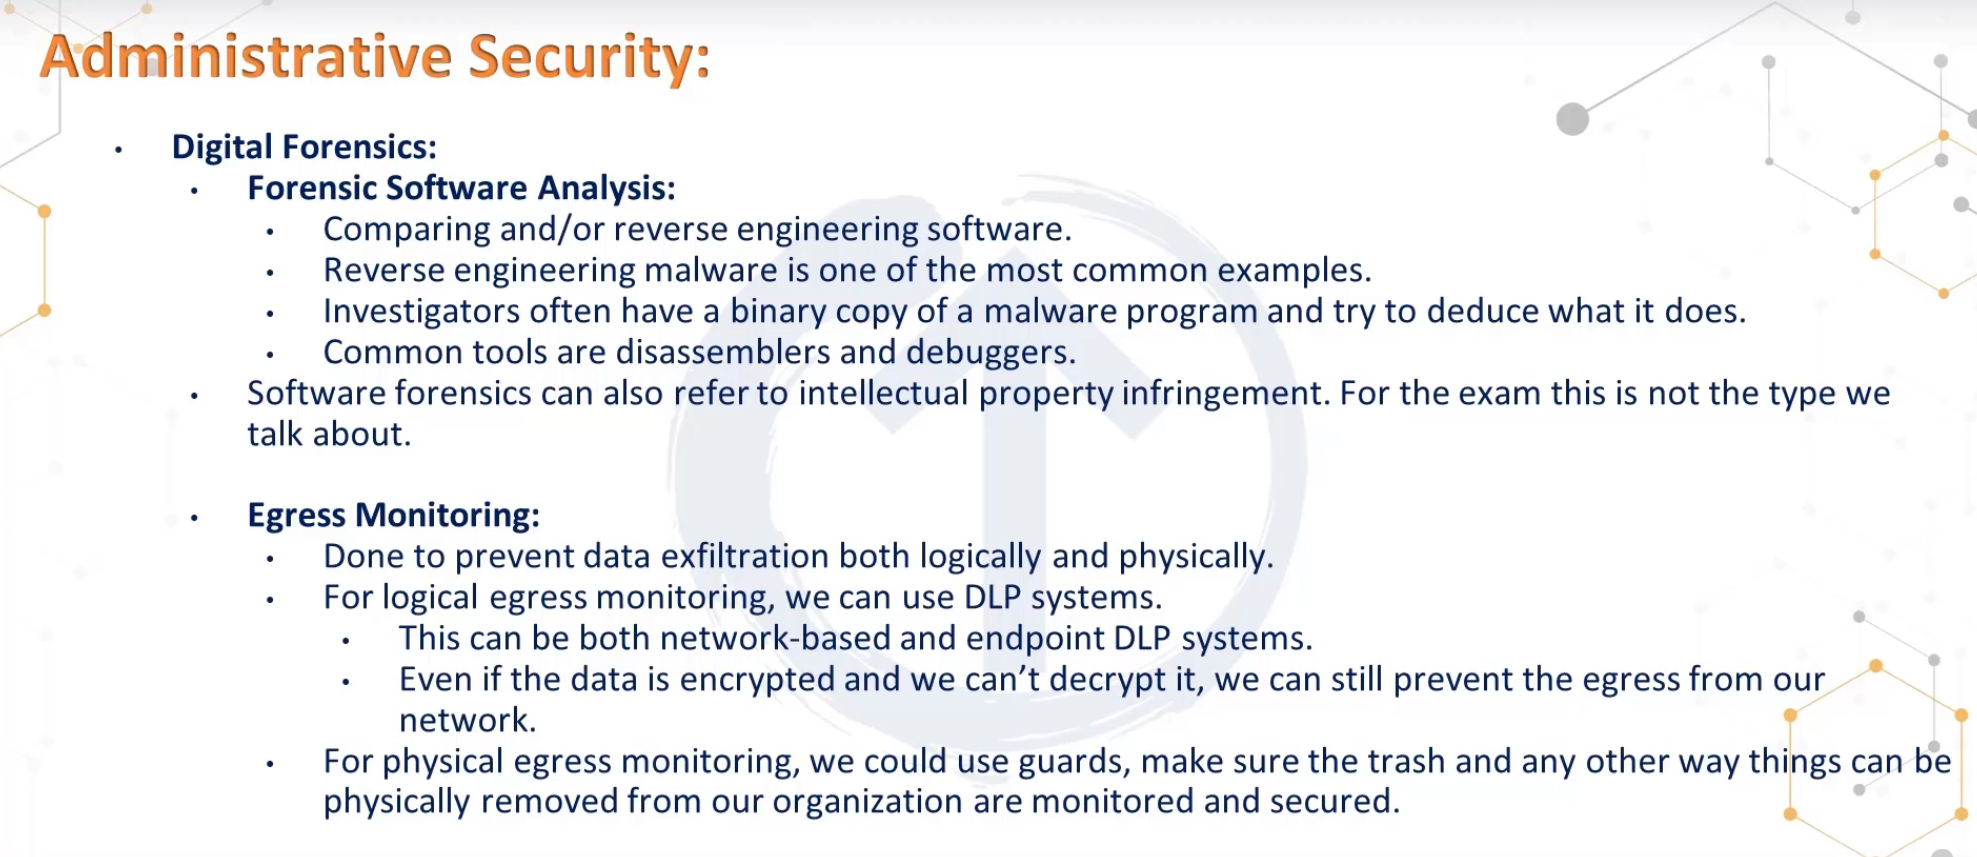 Administrative Security:
• Digital Forensics:
• Forensic Software Analysis:
• Comparing and/or reverse engineering software.
• Reverse engineering malware is one of the most common examples.
• Investigators often have a binary copy of a malware program and try to deduce what it does.
• Common tools are disassemblers and debuggers.
• Software forensics can also refer to intellectual property infringement. For the exam this is not the type we
talk about.
• Egress Monitoring:
• Done to prevent data exfiltration both logically and physically.
• For logical egress monitoring, we can use DLP systems.
• This can be both network-based and endpoint DLP systems.
• Even if the data is encrypted and we can’t decrypt it, we can still prevent the egress from our
network.
• For physical egress monitoring, we could use guards, make sure the trash and any other way things can be
physically removed from our organization are monitored and secured.